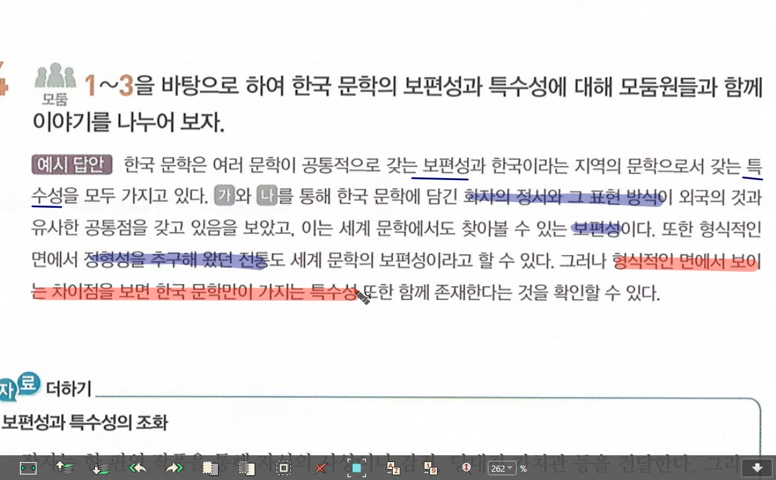 모둠
1~3을 바탕으로 하여 한국 문학의 보편성과 특수성에 대해 모둠원들과 함께
이야기를 나누어 보자.
예시 답안 한국 문학은 여러 문학이 공통적으로 갖는 보편성과 한국이라는 지역의 문학으로서 갖는 특
수성을 모두 가지고 있다. 가와 나를 통해 한국 문학에 담긴 화자의 정서와 그 표현 방식이 외국의 것과
유사한 공통점을 갖고 있음을 보았고, 이는 세계 문학에서도 찾아볼 수 있는 보편성이다. 또한 형식적인
면에서 정형성을 추구해 왔던 전통도 세계 문학의 보편성이라고 할 수 있다. 그러나 형식적인 면에서 보이
는 차이점을 보면 한국 문학만이 가지는 특수성 또한 함께 존재한다는 것을 확인할 수 있다.
자료 더하기
보편성과 특수성의 조화
262 %